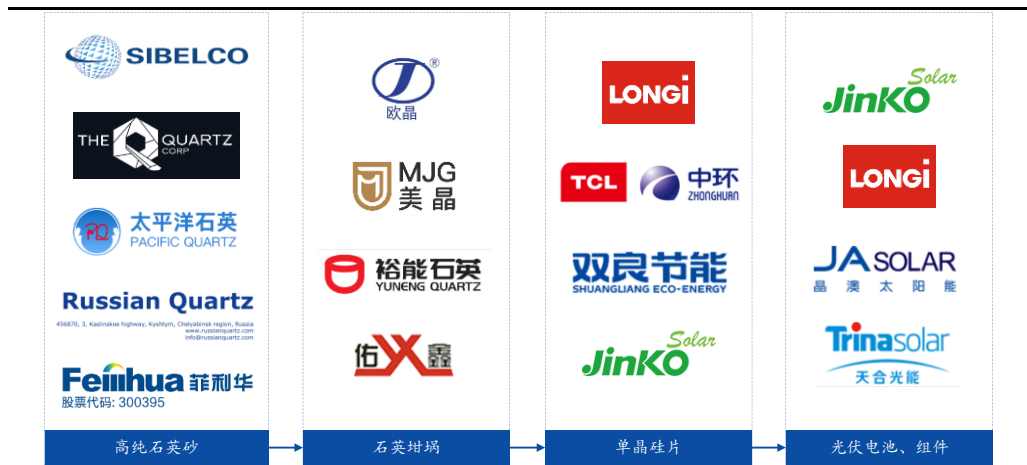 SIBELCO
THE QUARTZ
CORP
PQ
太平洋石英
PACIFIC QUARTZ
Russian Quartz
456870, 3, Kaslinskoe highway, Kyshtym, Chelyabinsk region, Russia
www.russianquartz.com
info@russianquartz.com
Feilihua 菲利华
股票代码: 300395
高纯石英砂
®
欧晶
MJG
美晶
裕能石英
YUNENG QUARTZ
佑 鑫
石英坩埚
LONGi
TCL 中环
ZHONGHUAN
双良节能
SHUANGLIANG ECO-ENERGY
Solar
JinKO
单晶硅片
Solar
JinKO
LONGi
JA SOLAR
晶澳太阳能
Trinasolar
天合光能
光伏电池、组件